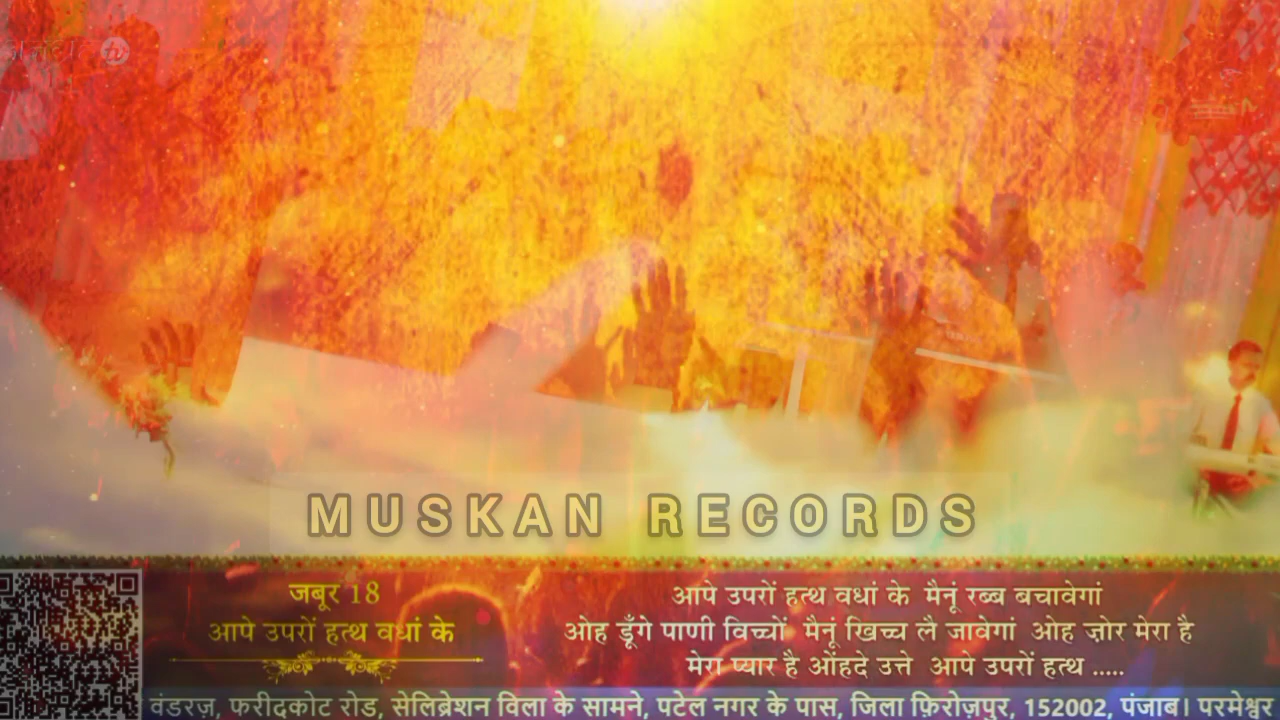 MUSKAN RECORDS
जबूर 18
आपे उपरों हत्थ वधां के
आपे उपरों हत्थ वधां के मैनूं रब्ब बचावेगां
ओह डूँगे पाणी विच्चों मैनूं खिच्च लै जावेगां ओह ज़ोर मेरा है
मेरा प्यार है ओंहदे उत्ते आपे उपरों हत्थ .....
वंडरज़, फरीदकोट रोड, सेलिब्रेशन विला के सामने, पटेल नगर के पास, जिला फ़िरोज़पुर, 152002, पंजाब। परमेश्वर